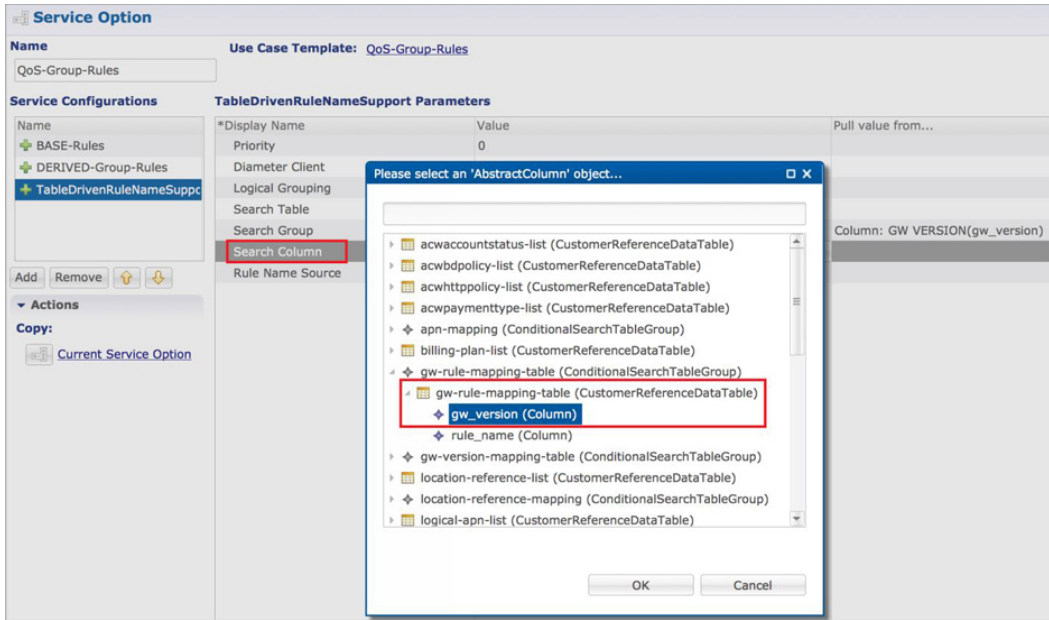 Service Option
Name
Use Case Template: QoS-Group-Rules
QoS-Group-Rules
Service Configurations
TableDrivenRuleNameSupport Parameters
Name
*Display Name Value Pull value from...
BASE-Rules
Priority 0
DERIVED-Group-Rules
Diameter Client
TableDrivenRuleNameSuppo
Logical Grouping
Search Table
Search Group Column: GW VERSION(gw_version)
Search Column
Rule Name Source
Add Remove
Actions
Copy:
Current Service Option
Please select an 'AbstractColumn' object...
acwaccountstatus-list (CustomerReferenceDataTable)
acwbdpolicy-list (CustomerReferenceDataTable)
acwhttppolicy-list (CustomerReferenceDataTable)
acwpaymenttype-list (CustomerReferenceDataTable)
apn-mapping (ConditionalSearchTableGroup)
billing-plan-list (CustomerReferenceDataTable)
gw-rule-mapping-table (ConditionalSearchTableGroup)
gw-rule-mapping-table (CustomerReferenceDataTable)
gw_version (Column)
rule_name (Column)
gw-version-mapping-table (ConditionalSearchTableGroup)
location-reference-list (CustomerReferenceDataTable)
location-reference-mapping (ConditionalSearchTableGroup)
logical-apn-list (CustomerReferenceDataTable)
OK Cancel